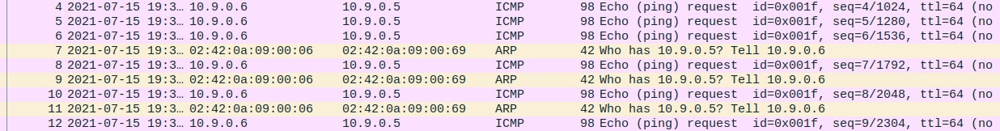 4 2021-07-15 19:3… 10.9.0.6 10.9.0.5 ICMP 98 Echo (ping) request id=0x001f, seq=4/1024, ttl=64 (no
5 2021-07-15 19:3… 10.9.0.6 10.9.0.5 ICMP 98 Echo (ping) request id=0x001f, seq=5/1280, ttl=64 (no
6 2021-07-15 19:3… 10.9.0.6 10.9.0.5 ICMP 98 Echo (ping) request id=0x001f, seq=6/1536, ttl=64 (no
7 2021-07-15 19:3… 02:42:0a:09:00:06 02:42:0a:09:00:69 ARP 42 Who has 10.9.0.5? Tell 10.9.0.6
8 2021-07-15 19:3… 10.9.0.6 10.9.0.5 ICMP 98 Echo (ping) request id=0x001f, seq=7/1792, ttl=64 (no
9 2021-07-15 19:3… 02:42:0a:09:00:06 02:42:0a:09:00:69 ARP 42 Who has 10.9.0.5? Tell 10.9.0.6
10 2021-07-15 19:3… 10.9.0.6 10.9.0.5 ICMP 98 Echo (ping) request id=0x001f, seq=8/2048, ttl=64 (no
11 2021-07-15 19:3… 02:42:0a:09:00:06 02:42:0a:09:00:69 ARP 42 Who has 10.9.0.5? Tell 10.9.0.6
12 2021-07-15 19:3… 10.9.0.6 10.9.0.5 ICMP 98 Echo (ping) request id=0x001f, seq=9/2304, ttl=64 (no